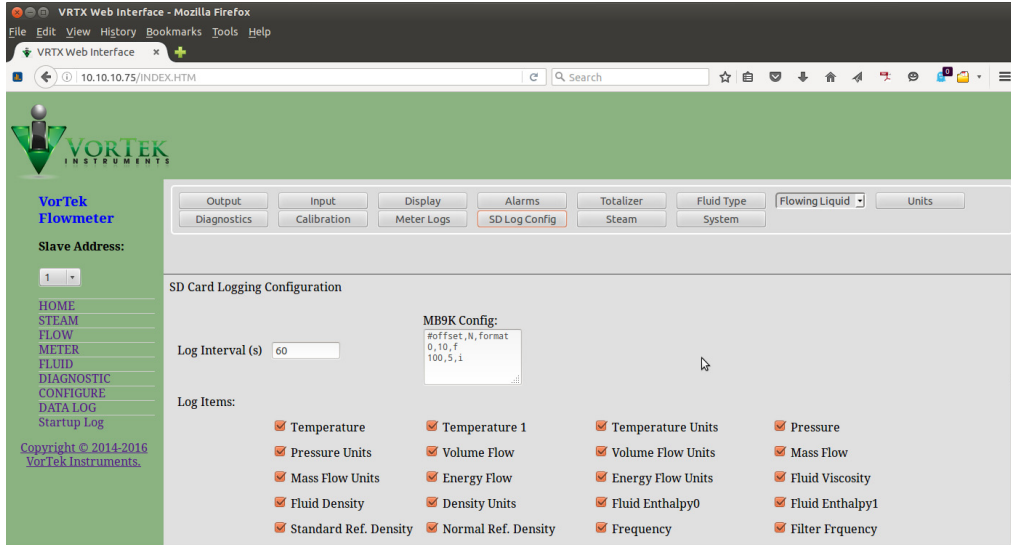 VRTX Web Interface - Mozilla Firefox
File Edit View History Bookmarks Tools Help
VRTX Web Interface
10.10.10.75/INDEX.HTM
Search
0
VORTEK
INSTRUMENTS
VorTek
Flowmeter
Slave Address:
1
HOME
STEAM
FLOW
METER
FLUID
DIAGNOSTIC
CONFIGURE
DATA LOG
Startup Log
Copyright © 2014-2016
VorTek Instruments.
Output Input Display Alarms Totalizer Fluid Type Flowing Liquid Units
Diagnostics Calibration Meter Logs SD Log Config Steam System
SD Card Logging Configuration
MB9K Config:
Log Interval (s) 60
#offset,N,format
0,10,f
100,5,i
Log Items:
Temperature Temperature 1 Temperature Units Pressure
Pressure Units Volume Flow Volume Flow Units Mass Flow
Mass Flow Units Energy Flow Energy Flow Units Fluid Viscosity
Fluid Density Density Units Fluid Enthalpy0 Fluid Enthalpy1
Standard Ref. Density Normal Ref. Density Frequency Filter Frquency